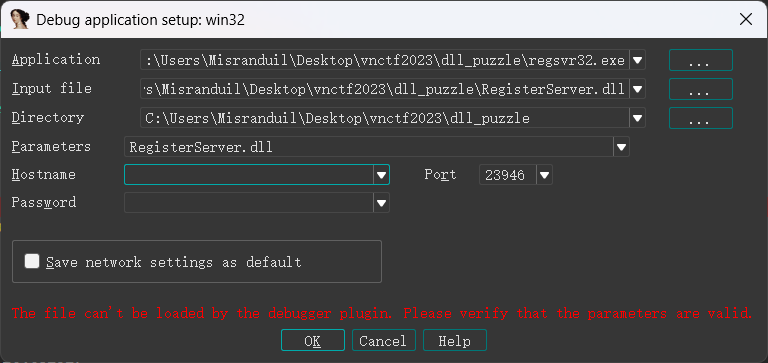 Debug application setup: win32
Application :\Users\Misranduil\Desktop\vnctf2023\dll_puzzle\regsvr32.exe ...
Input file s\Misranduil\Desktop\vnctf2023\dll_puzzle\RegisterServer.dll ...
Directory C:\Users\Misranduil\Desktop\vnctf2023\dll_puzzle ...
Parameters RegisterServer.dll
Hostname Port 23946
Password
Save network settings as default
The file can't be loaded by the debugger plugin. Please verify that the parameters are valid.
OK Cancel Help